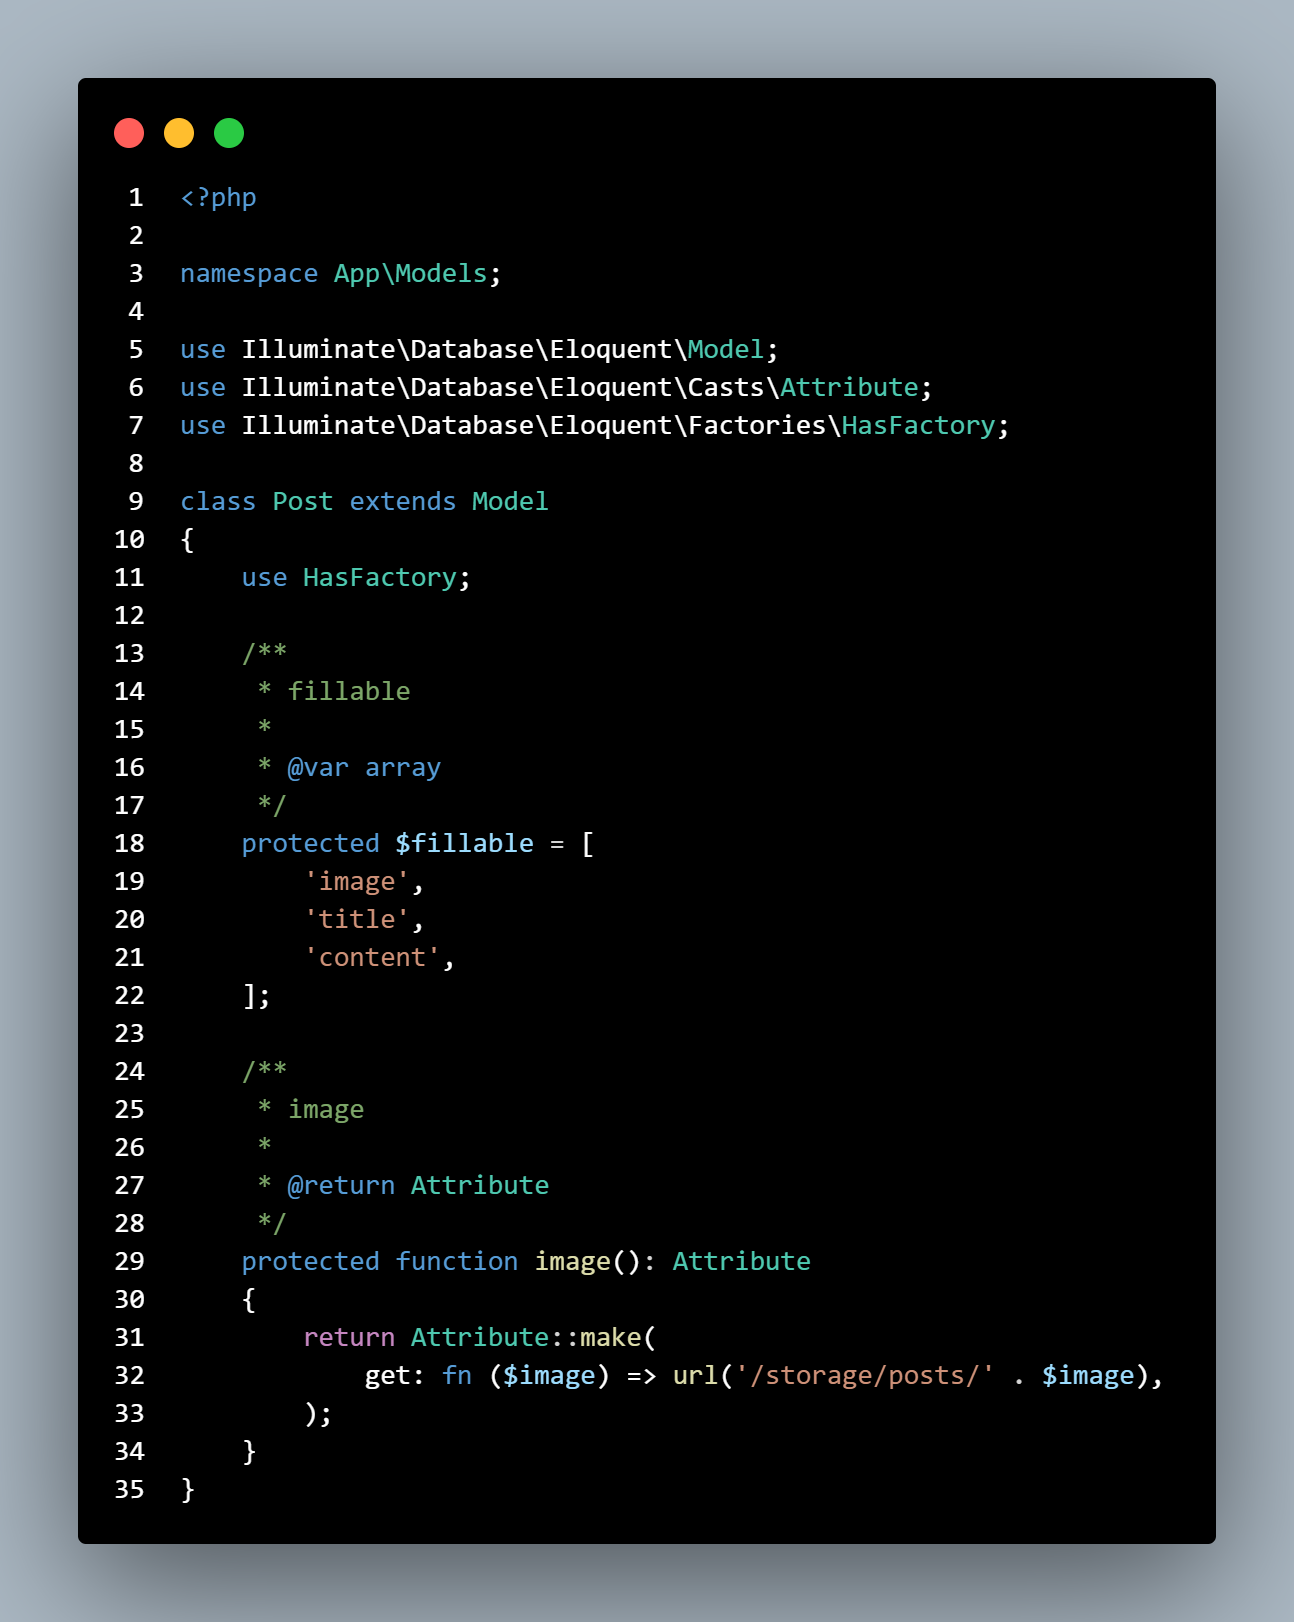 1 <?php
2
3 namespace App\Models;
4
5 use Illuminate\Database\Eloquent\Model;
6 use Illuminate\Database\Eloquent\Casts\Attribute;
7 use Illuminate\Database\Eloquent\Factories\HasFactory;
8
9 class Post extends Model
10 {
11     use HasFactory;
12
13     /**
14      * fillable
15      *
16      * @var array
17      */
18     protected $fillable = [
19         'image',
20         'title',
21         'content',
22     ];
23
24     /**
25      * image
26      *
27      * @return Attribute
28      */
29     protected function image(): Attribute
30     {
31         return Attribute::make(
32             get: fn ($image) => url('/storage/posts/' . $image),
33         );
34     }
35 }